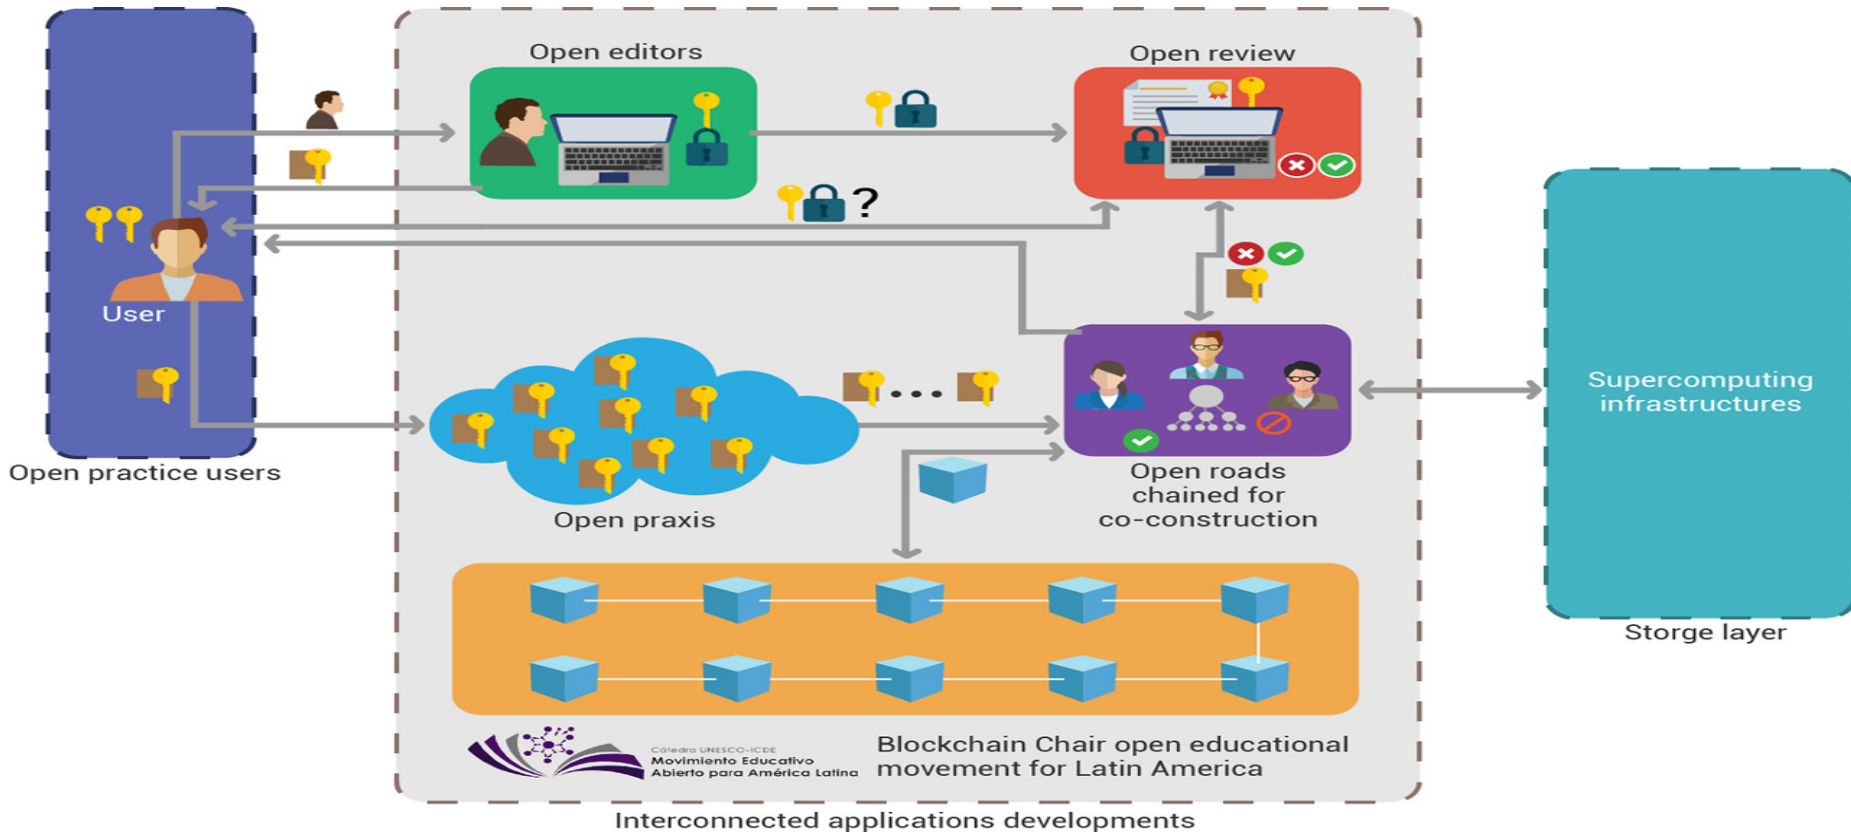 Open editors
Open review
?
User
Supercomputing
infrastructures
Open practice users
Open praxis
Open roads
chained for
co-construction
Storge layer
Cátedra UNESCO-ICDE
Movimiento Educativo
Abierto para América Latina
Blockchain Chair open educational
movement for Latin America
Interconnected applications developments